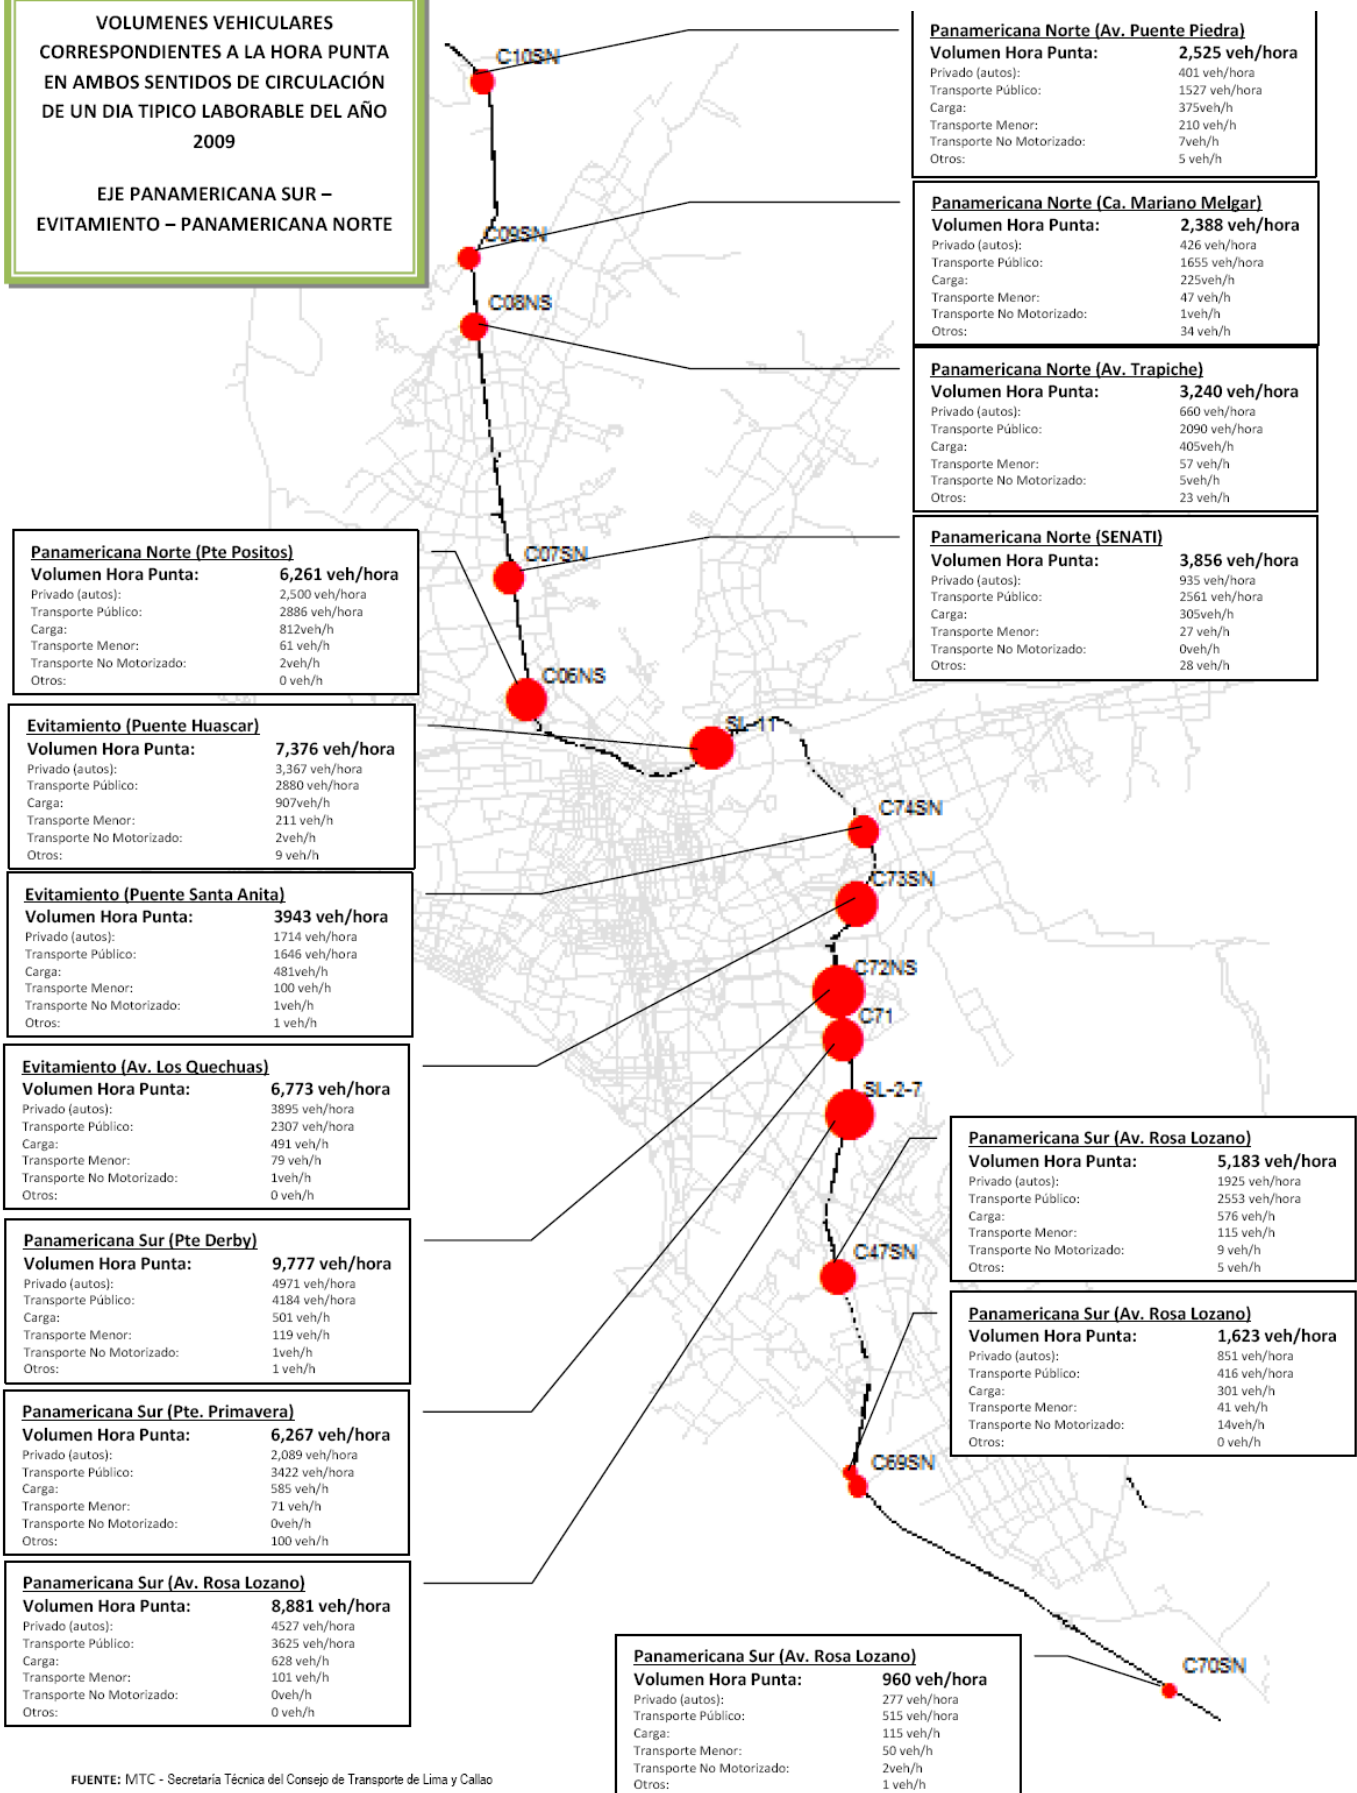 VOLUMENES VEHICULARES
CORRESPONDIENTES A LA HORA PUNTA
EN AMBOS SENTIDOS DE CIRCULACIÓN
DE UN DIA TIPICO LABORABLE DEL AÑO
2009
EJE PANAMERICANA SUR –
EVITAMIENTO – PANAMERICANA NORTE
Panamericana Norte (Av. Puente Piedra)
Volumen Hora Punta: 2,525 veh/hora
Privado (autos): 401 veh/hora
Transporte Público: 1527 veh/hora
Carga: 375veh/h
Transporte Menor: 210 veh/h
Transporte No Motorizado: 7veh/h
Otros: 5 veh/h
Panamericana Norte (Ca. Mariano Melgar)
Volumen Hora Punta: 2,388 veh/hora
Privado (autos): 426 veh/hora
Transporte Público: 1655 veh/hora
Carga: 225veh/h
Transporte Menor: 47 veh/h
Transporte No Motorizado: 1veh/h
Otros: 34 veh/h
Panamericana Norte (Av. Trapiche)
Volumen Hora Punta: 3,240 veh/hora
Privado (autos): 660 veh/hora
Transporte Público: 2090 veh/hora
Carga: 405veh/h
Transporte Menor: 57 veh/h
Transporte No Motorizado: 5veh/h
Otros: 23 veh/h
Panamericana Norte (SENATI)
Volumen Hora Punta: 3,856 veh/hora
Privado (autos): 935 veh/hora
Transporte Público: 2561 veh/hora
Carga: 305veh/h
Transporte Menor: 27 veh/h
Transporte No Motorizado: 0veh/h
Otros: 28 veh/h
Panamericana Norte (Pte Positos)
Volumen Hora Punta: 6,261 veh/hora
Privado (autos): 2,500 veh/hora
Transporte Público: 2886 veh/hora
Carga: 812veh/h
Transporte Menor: 61 veh/h
Transporte No Motorizado: 2veh/h
Otros: 0 veh/h
Evitamiento (Puente Huascar)
Volumen Hora Punta: 7,376 veh/hora
Privado (autos): 3,367 veh/hora
Transporte Público: 2880 veh/hora
Carga: 907veh/h
Transporte Menor: 211 veh/h
Transporte No Motorizado: 2veh/h
Otros: 9 veh/h
Evitamiento (Puente Santa Anita)
Volumen Hora Punta: 3943 veh/hora
Privado (autos): 1714 veh/hora
Transporte Público: 1646 veh/hora
Carga: 481veh/h
Transporte Menor: 100 veh/h
Transporte No Motorizado: 1veh/h
Otros: 1 veh/h
Evitamiento (Av. Los Quechuas)
Volumen Hora Punta: 6,773 veh/hora
Privado (autos): 3895 veh/hora
Transporte Público: 2307 veh/hora
Carga: 491 veh/h
Transporte Menor: 79 veh/h
Transporte No Motorizado: 1veh/h
Otros: 0 veh/h
Panamericana Sur (Pte Derby)
Volumen Hora Punta: 9,777 veh/hora
Privado (autos): 4971 veh/hora
Transporte Público: 4184 veh/hora
Carga: 501 veh/h
Transporte Menor: 119 veh/h
Transporte No Motorizado: 1veh/h
Otros: 1 veh/h
Panamericana Sur (Pte. Primavera)
Volumen Hora Punta: 6,267 veh/hora
Privado (autos): 2,089 veh/hora
Transporte Público: 3422 veh/hora
Carga: 585 veh/h
Transporte Menor: 71 veh/h
Transporte No Motorizado: 0veh/h
Otros: 100 veh/h
Panamericana Sur (Av. Rosa Lozano)
Volumen Hora Punta: 8,881 veh/hora
Privado (autos): 4527 veh/hora
Transporte Público: 3625 veh/hora
Carga: 628 veh/h
Transporte Menor: 101 veh/h
Transporte No Motorizado: 0veh/h
Otros: 0 veh/h
Panamericana Sur (Av. Rosa Lozano)
Volumen Hora Punta: 5,183 veh/hora
Privado (autos): 1925 veh/hora
Transporte Público: 2553 veh/hora
Carga: 576 veh/h
Transporte Menor: 115 veh/h
Transporte No Motorizado: 9 veh/h
Otros: 5 veh/h
Panamericana Sur (Av. Rosa Lozano)
Volumen Hora Punta: 1,623 veh/hora
Privado (autos): 851 veh/hora
Transporte Público: 416 veh/hora
Carga: 301 veh/h
Transporte Menor: 41 veh/h
Transporte No Motorizado: 14veh/h
Otros: 0 veh/h
Panamericana Sur (Av. Rosa Lozano)
Volumen Hora Punta: 960 veh/hora
Privado (autos): 277 veh/hora
Transporte Público: 515 veh/hora
Carga: 115 veh/h
Transporte Menor: 50 veh/h
Transporte No Motorizado: 2veh/h
Otros: 1 veh/h
C10SN
C09SN
C08NS
C07SN
C06NS
SL-11
C74SN
C73SN
C72NS
C71
SL-2-7
C47SN
C69SN
C70SN
FUENTE: MTC - Secretaría Técnica del Consejo de Transporte de Lima y Callao